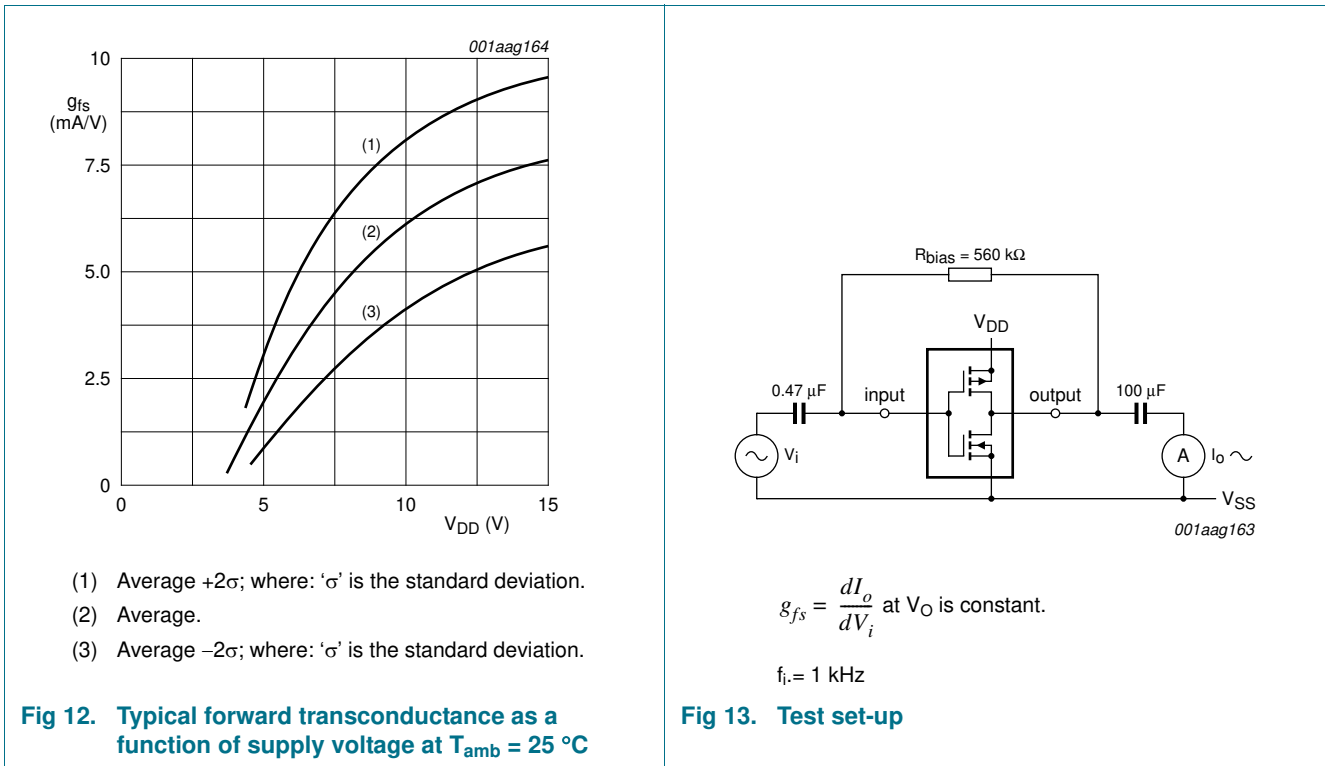 001aag164
10
gfs
(mA/V)
7.5
5.0
2.5
0
(1)
(2)
(3)
0
5
10
15
VDD (V)
(1) Average +2σ; where: ‘σ’ is the standard deviation.
(2) Average.
(3) Average −2σ; where: ‘σ’ is the standard deviation.
Fig 12. Typical forward transconductance as a
function of supply voltage at Tamb = 25 °C
Rbias = 560 kΩ
VDD
0.47 μF
input
output
100 μF
Vi
A
Io
VSS
001aag163
gfs = dIo/dVi at VO is constant.
fi.= 1 kHz
Fig 13. Test set-up